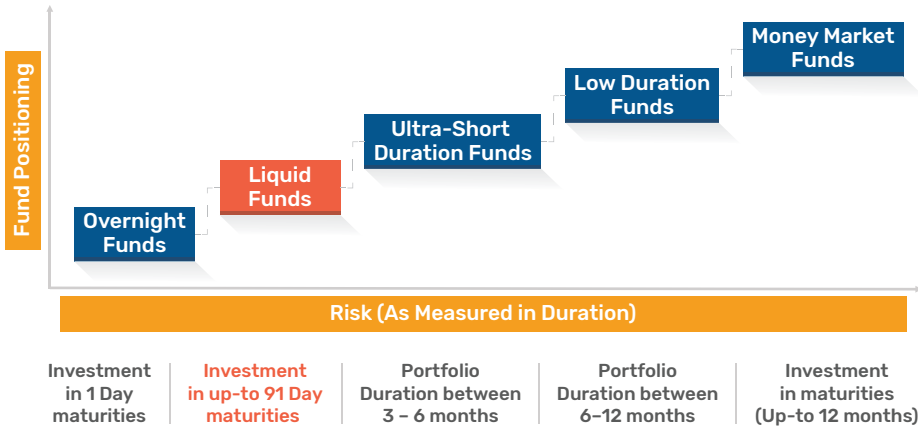 Fund Positioning
Money Market
Funds
Low Duration
Funds
Ultra-Short
Duration Funds
Liquid
Funds
Overnight
Funds
Risk (As Measured in Duration)
Investment
in 1 Day
maturities
Investment
in up-to 91 Day
maturities
Portfolio
Duration between
3 – 6 months
Portfolio
Duration between
6–12 months
Investment
in maturities
(Up-to 12 months)